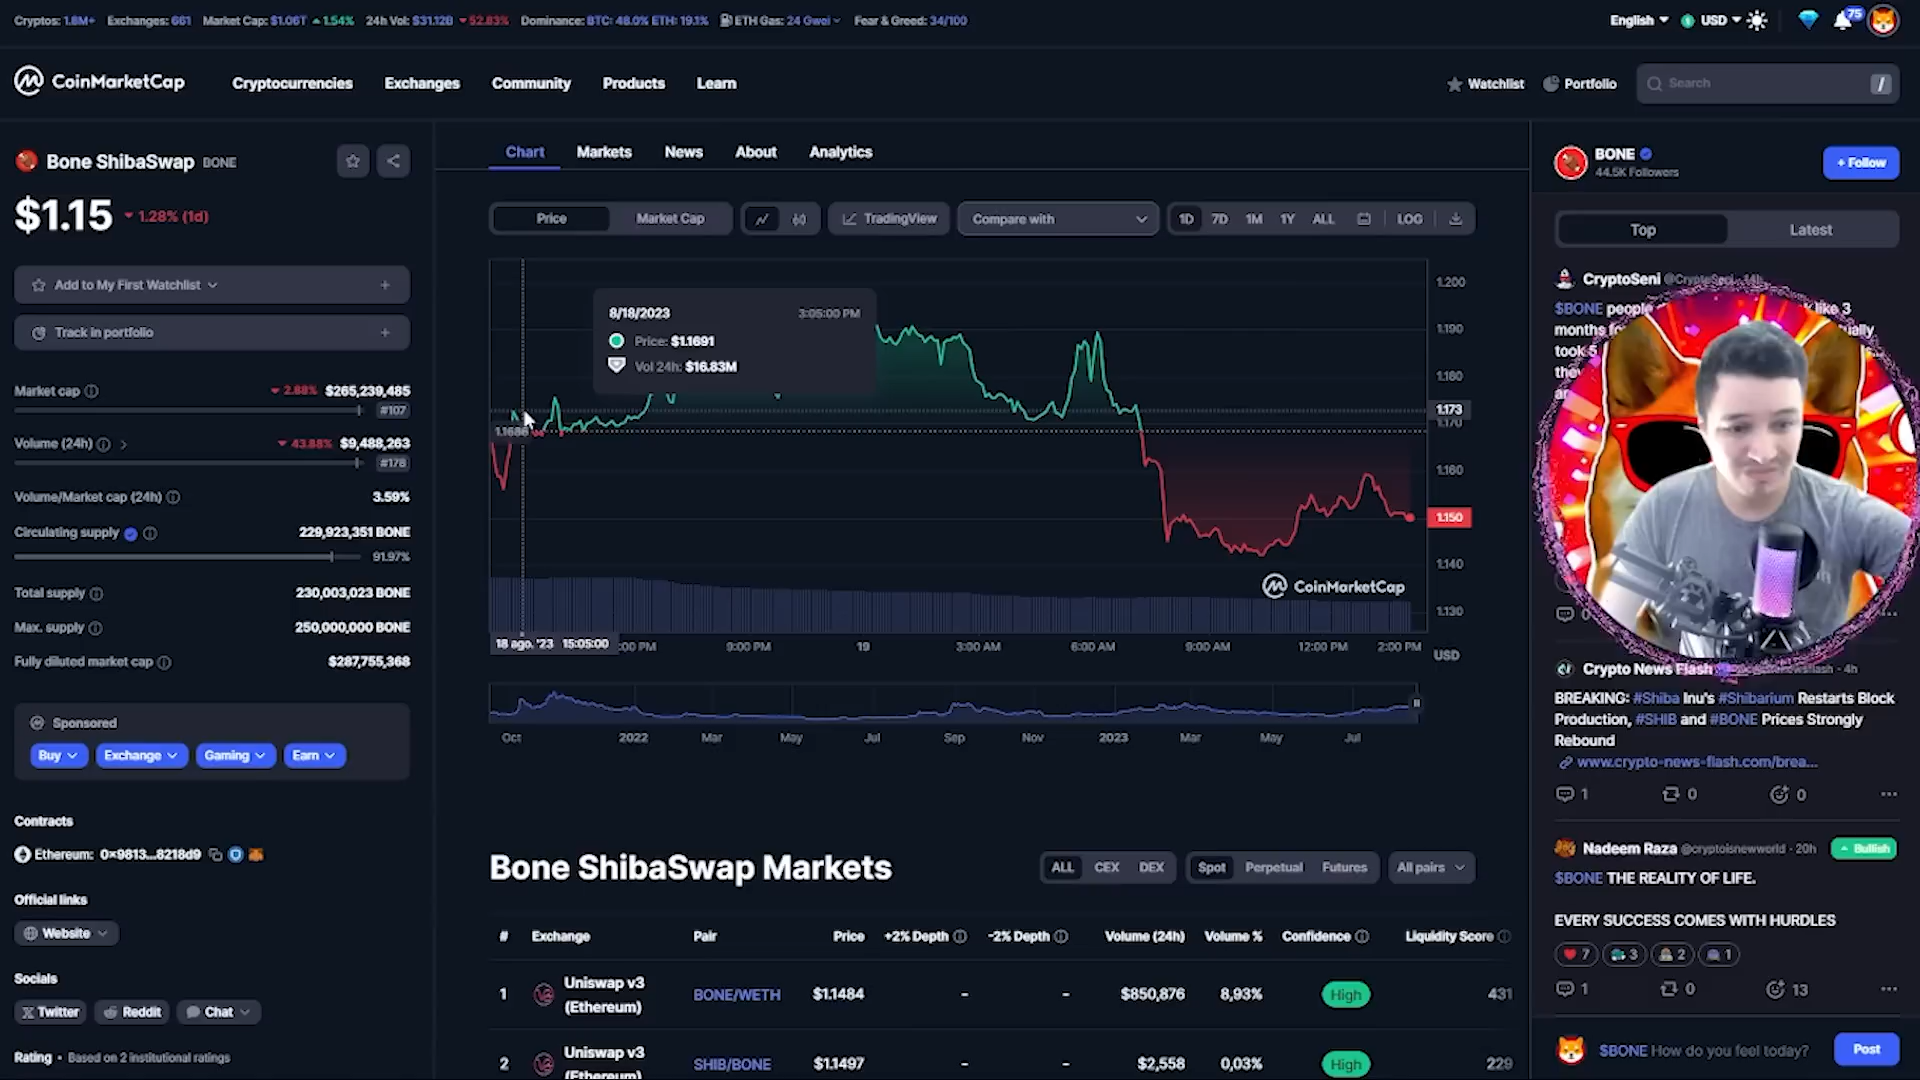 Cryptos: 1.8M+ Exchanges: 661 Market Cap: $1.06T 1.54% 24h Vol: $31.12B 52.83% Dominance: BTC: 48.0% ETH: 19.1% ETH Gas: 24 Gwei Fear & Greed: 34/100
English USD 75
CoinMarketCap Cryptocurrencies Exchanges Community Products Learn
Watchlist Portfolio Search /
Bone ShibaSwap BONE
$1.15 1.28% (1d)
Add to My First Watchlist +
Track in portfolio +
Market cap 2.88% $265,239,485
#107
Volume (24h) 43.88% $9,488,263
#178
Volume/Market cap (24h) 3.59%
Circulating supply 229,923,351 BONE
91.97%
Total supply 230,003,023 BONE
Max. supply 250,000,000 BONE
Fully diluted market cap $287,755,368
Sponsored
Buy Exchange Gaming Earn
Contracts
Ethereum: 0x9813...8218d9
Official links
Website
Socials
Twitter Reddit Chat
Rating • Based on 2 institutional ratings
Chart Markets News About Analytics
Price Market Cap TradingView Compare with 1D 7D 1M 1Y ALL LOG
8/18/2023 3:05:00 PM
Price: $1.1691
Vol 24h: $16.83M
1.200
1.190
1.180
1.173
1.170
1.160
1.150
1.140
1.130
1.1686
CoinMarketCap
18 ago. '23 15:05:00 :00 PM 9:00 PM 19 3:00 AM 6:00 AM 9:00 AM 12:00 PM 2:00 PM
USD
Oct 2022 Mar May Jul Sep Nov 2023 Mar May Jul
Bone ShibaSwap Markets
ALL CEX DEX Spot Perpetual Futures All pairs
# Exchange Pair Price +2% Depth -2% Depth Volume (24h) Volume % Confidence Liquidity Score
1 Uniswap v3 (Ethereum) BONE/WETH $1.1484 - - $850,876 8,93% High 431
2 Uniswap v3 (Ethereum) SHIB/BONE $1.1497 - - $2,558 0,03% High 229
BONE
44.5K Followers
+ Follow
Top Latest
CryptoSeni @CryptoSeni · 14h
$BONE people like 3
months
took 5
Crypto News Flash · 4h
BREAKING: #Shiba Inu's #Shibarium Restarts Block
Production, #SHIB and #BONE Prices Strongly
Rebound
www.crypto-news-flash.com/brea...
1 0 0
Nadeem Raza @cryptoisnewworld · 20h Bullish
$BONE THE REALITY OF LIFE.
EVERY SUCCESS COMES WITH HURDLES
7 3 2 1
1 0 13
$BONE How do you feel today? Post